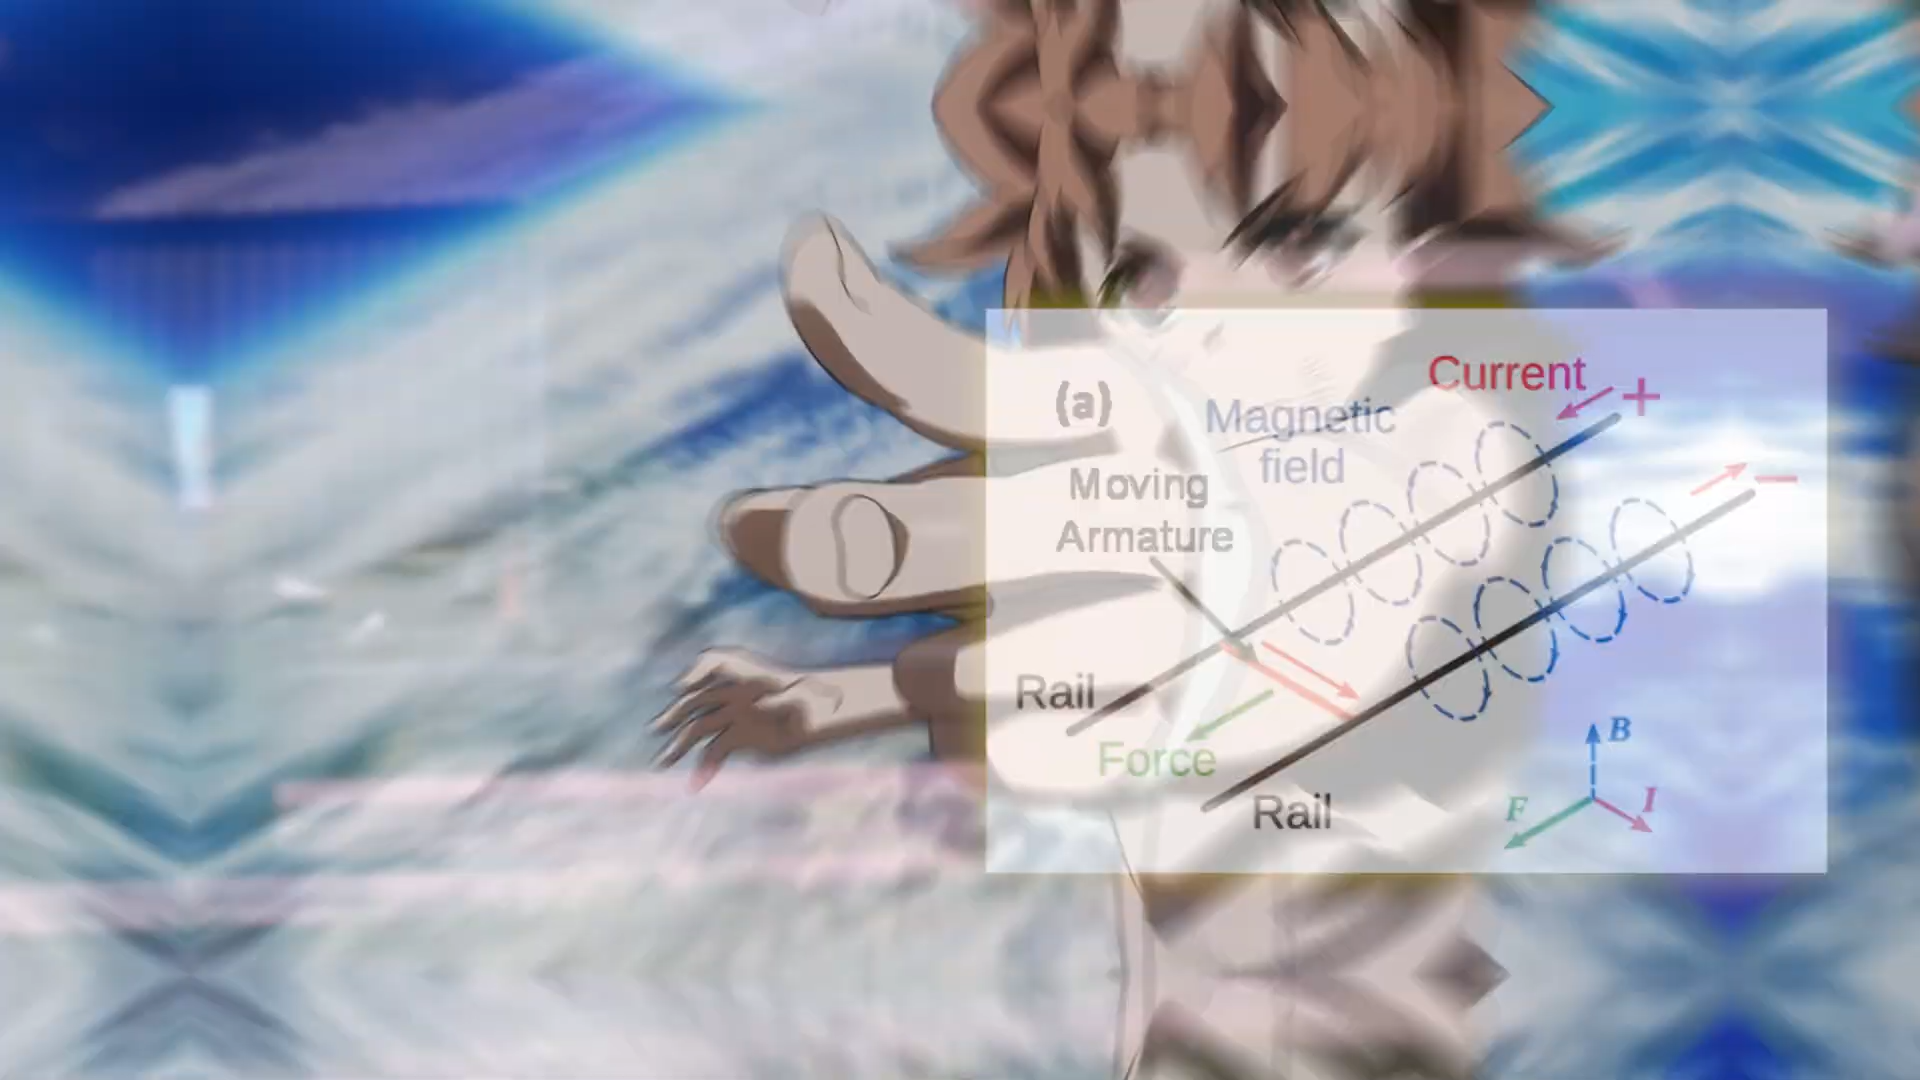 Current
+
(a)
Magnetic
field
−
Moving
Armature
Rail
Force
Rail
B
F
I